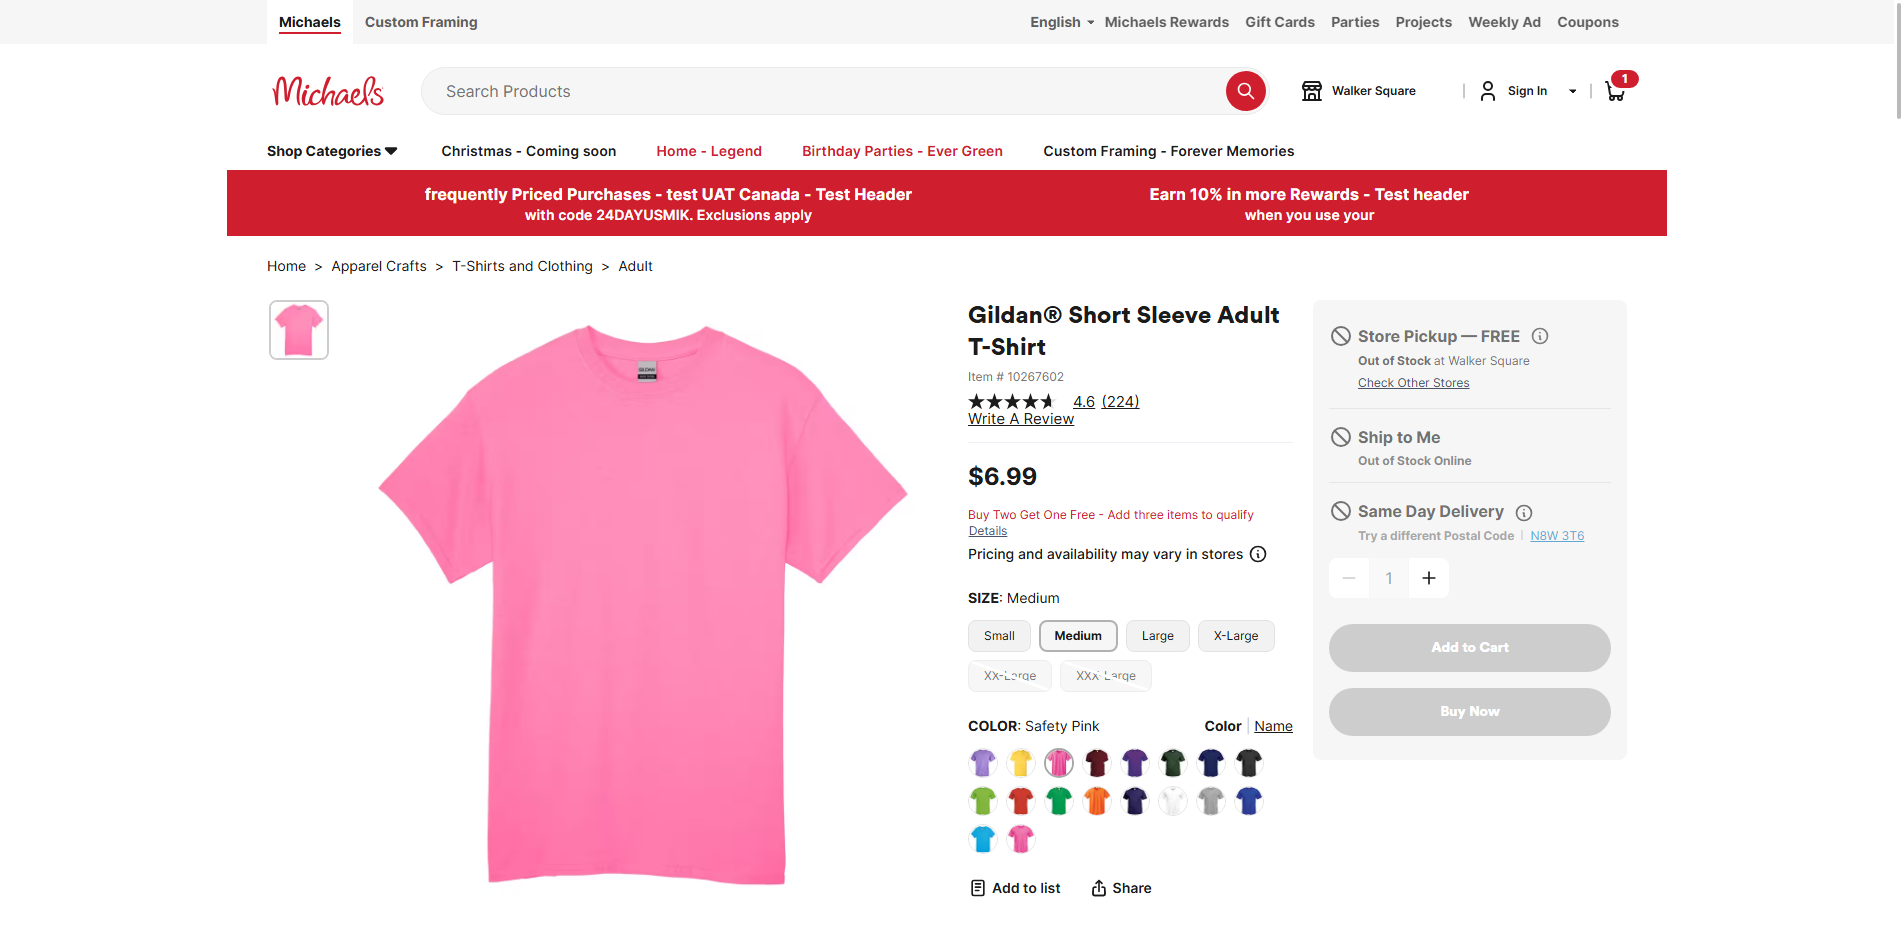 Michaels
Custom Framing
English
Michaels Rewards
Gift Cards
Parties
Projects
Weekly Ad
Coupons
Michaels
Search Products
Walker Square
Sign In
1
Shop Categories
Christmas - Coming soon
Home - Legend
Birthday Parties - Ever Green
Custom Framing - Forever Memories
frequently Priced Purchases - test UAT Canada - Test Header
with code 24DAYUSMIK. Exclusions apply
Earn 10% in more Rewards - Test header
when you use your
Home > Apparel Crafts > T-Shirts and Clothing > Adult
Gildan® Short Sleeve Adult
T-Shirt
Item # 10267602
4.6 (224)
Write A Review
$6.99
Buy Two Get One Free - Add three items to qualify
Details
Pricing and availability may vary in stores
SIZE: Medium
Small
Medium
Large
X-Large
XX-Large
XXX-Large
COLOR: Safety Pink
Color | Name
Add to list
Share
Store Pickup — FREE
Out of Stock at Walker Square
Check Other Stores
Ship to Me
Out of Stock Online
Same Day Delivery
Try a different Postal Code | N8W 3T6
1
Add to Cart
Buy Now